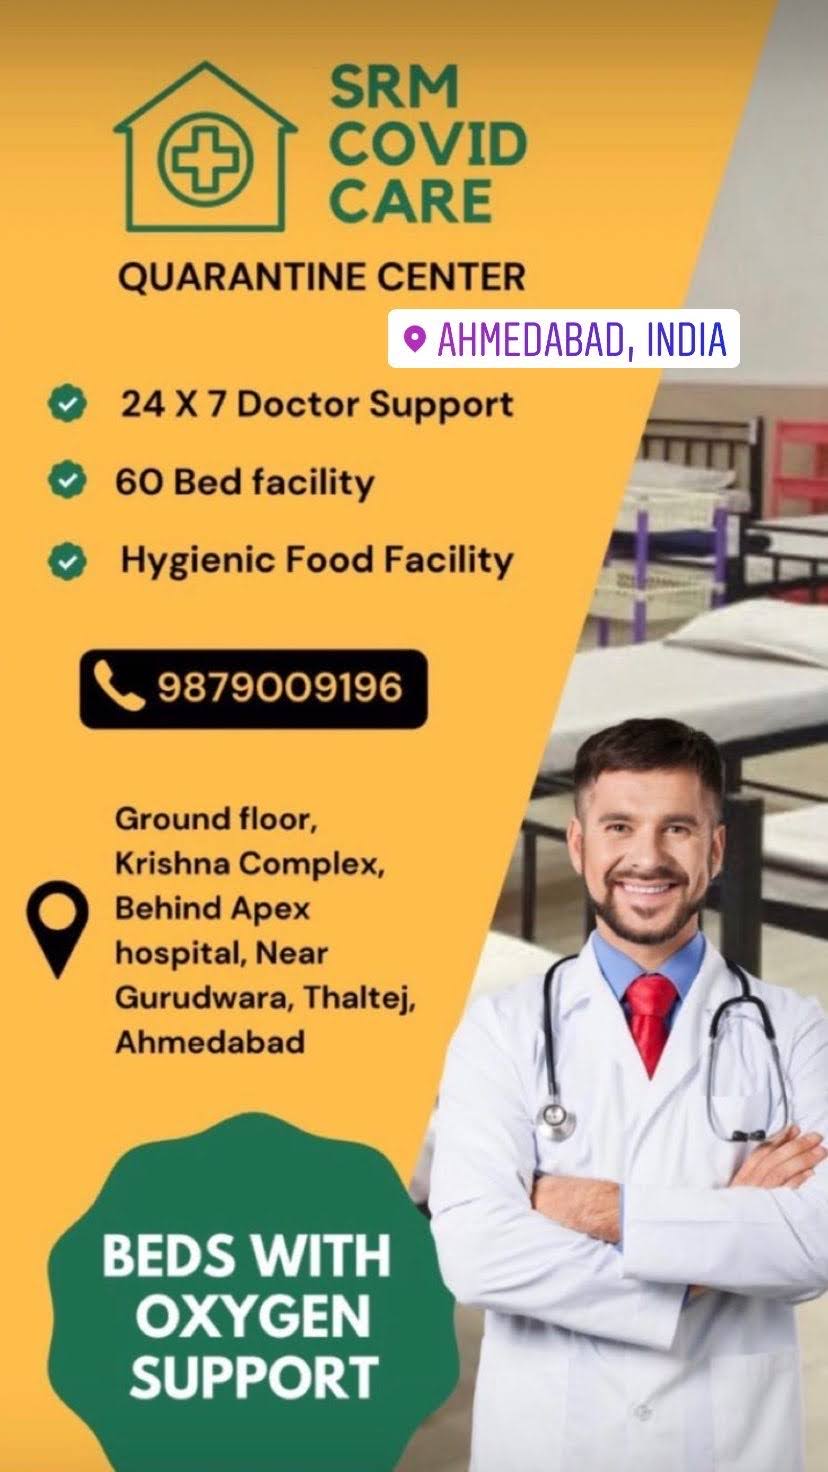 SRM
COVID
CARE
QUARANTINE CENTER
AHMEDABAD, INDIA
24 X 7 Doctor Support
60 Bed facility
Hygienic Food Facility
9879009196
Ground floor,
Krishna Complex,
Behind Apex
hospital, Near
Gurudwara, Thaltej,
Ahmedabad
BEDS WITH
OXYGEN
SUPPORT